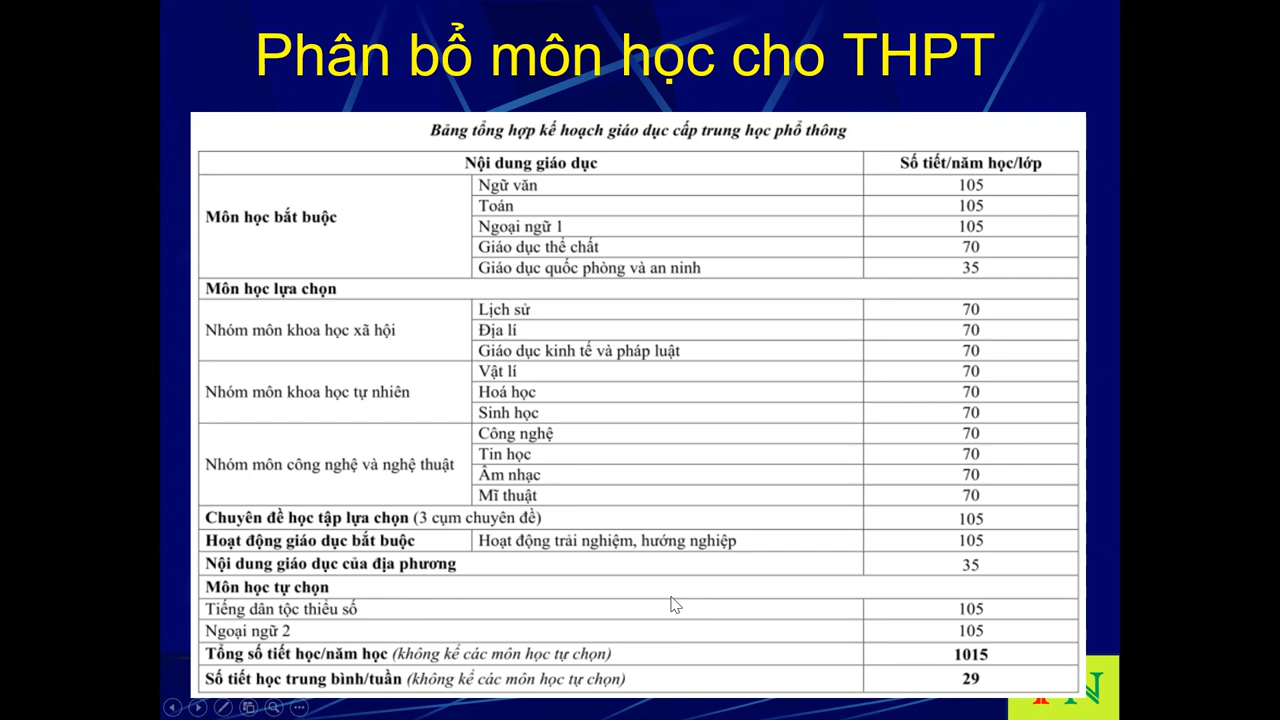 Phân bổ môn học cho THPT
Bảng tổng hợp kế hoạch giáo dục cấp trung học phổ thông
Nội dung giáo dục Số tiết/năm học/lớp
Môn học bắt buộc
Ngữ văn 105
Toán 105
Ngoại ngữ 1 105
Giáo dục thể chất 70
Giáo dục quốc phòng và an ninh 35
Môn học lựa chọn
Nhóm môn khoa học xã hội
Lịch sử 70
Địa lí 70
Giáo dục kinh tế và pháp luật 70
Nhóm môn khoa học tự nhiên
Vật lí 70
Hoá học 70
Sinh học 70
Nhóm môn công nghệ và nghệ thuật
Công nghệ 70
Tin học 70
Âm nhạc 70
Mĩ thuật 70
Chuyên đề học tập lựa chọn (3 cụm chuyên đề) 105
Hoạt động giáo dục bắt buộc Hoạt động trải nghiệm, hướng nghiệp 105
Nội dung giáo dục của địa phương 35
Môn học tự chọn
Tiếng dân tộc thiểu số 105
Ngoại ngữ 2 105
Tổng số tiết học/năm học (không kể các môn học tự chọn) 1015
Số tiết học trung bình/tuần (không kể các môn học tự chọn) 29